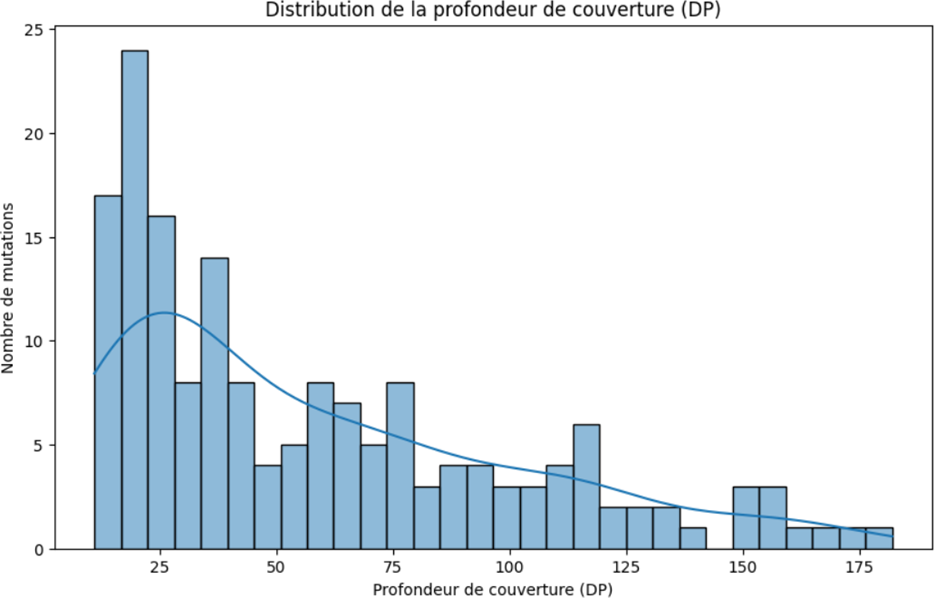 Distribution de la profondeur de couverture (DP)
25
20
15
10
5
0
Nombre de mutations
25 50 75 100 125 150 175
Profondeur de couverture (DP)